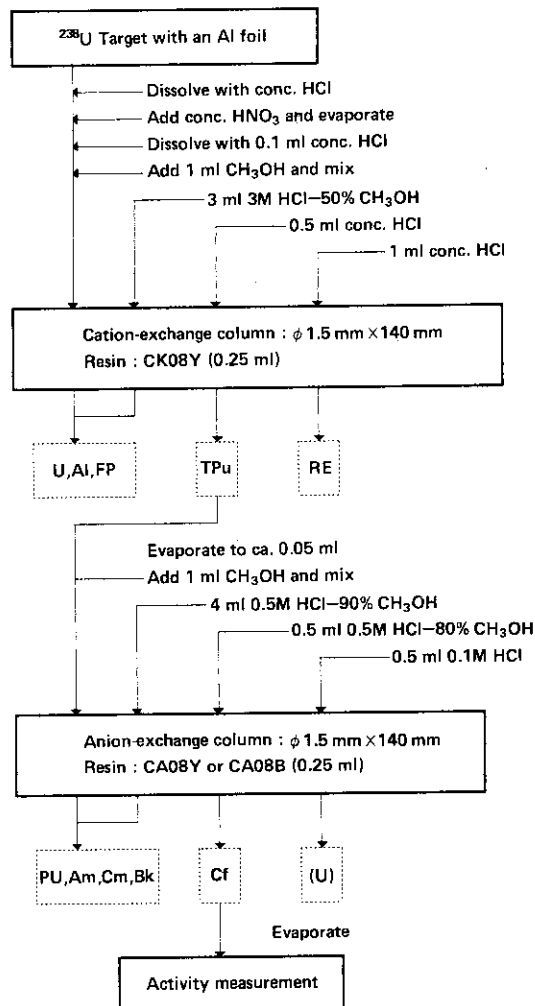 ²³⁸U Target with an Al foil
Dissolve with conc. HCl
Add conc. HNO₃ and evaporate
Dissolve with 0.1 ml conc. HCl
Add 1 ml CH₃OH and mix
3 ml 3M HCl–50% CH₃OH
0.5 ml conc. HCl
1 ml conc. HCl
Cation-exchange column : φ 1.5 mm × 140 mm
Resin : CK08Y (0.25 ml)
U, Al, FP
TPu
RE
Evaporate to ca. 0.05 ml
Add 1 ml CH₃OH and mix
4 ml 0.5M HCl–90% CH₃OH
0.5 ml 0.5M HCl–80% CH₃OH
0.5 ml 0.1M HCl
Anion-exchange column : φ 1.5 mm × 140 mm
Resin : CA08Y or CA08B (0.25 ml)
PU, Am, Cm, Bk
Cf
(U)
Evaporate
Activity measurement